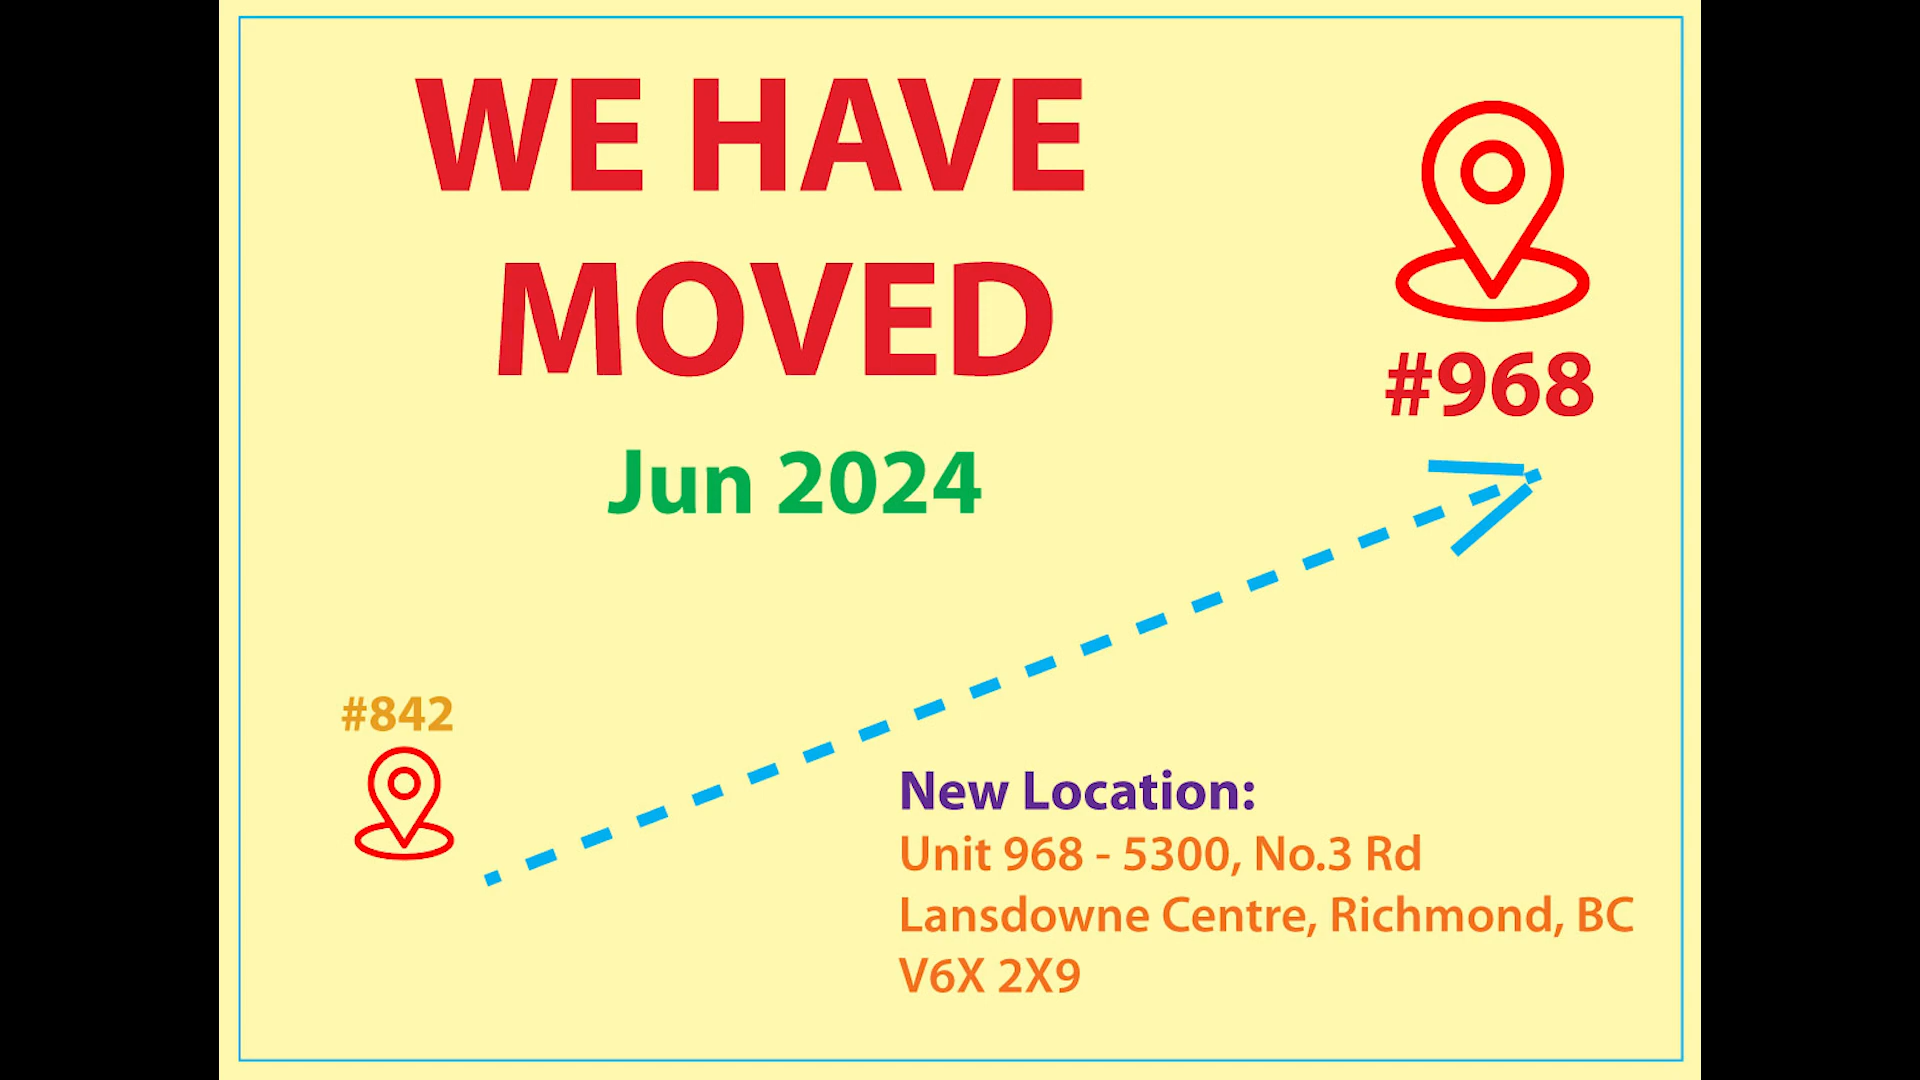 WE HAVE
MOVED
#968
Jun 2024
#842
New Location:
Unit 968 - 5300, No.3 Rd
Lansdowne Centre, Richmond, BC
V6X 2X9